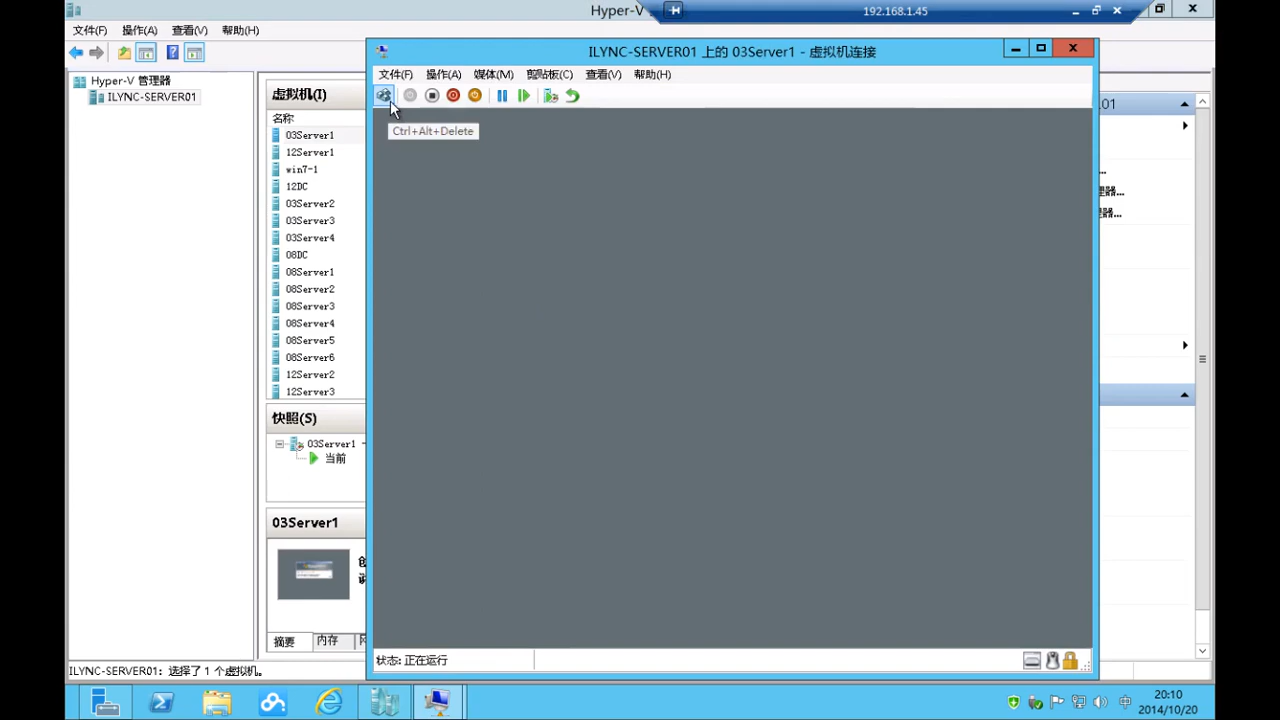 Hyper-V
192.168.1.45
文件(F) 操作(A) 查看(V) 帮助(H)
Hyper-V 管理器
ILYNC-SERVER01
虚拟机(I)
名称
03Server1
12Server1
win7-1
12DC
03Server2
03Server3
03Server4
08DC
08Server1
08Server2
08Server3
08Server4
08Server5
08Server6
12Server2
12Server3
快照(S)
03Server1 -
当前
03Server1
摘要 内存
ILYNC-SERVER01: 选择了 1 个虚拟机。
ILYNC-SERVER01 上的 03Server1 - 虚拟机连接
文件(F) 操作(A) 媒体(M) 剪贴板(C) 查看(V) 帮助(H)
Ctrl+Alt+Delete
状态: 正在运行
01
...
理器...
器...
中
20:10
2014/10/20